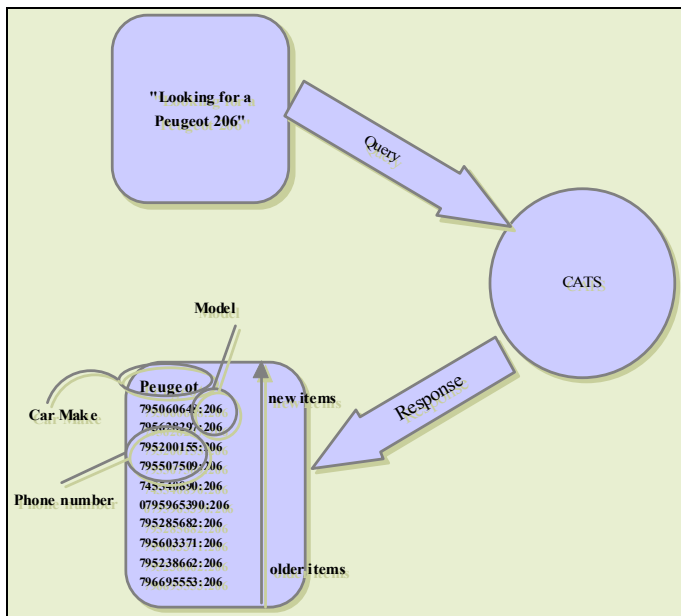 "Looking for a
Peugeot 206"
Query
CATS
Response
Model
Car Make
Phone number
Peugeot
795200155:206
795507509:206
0795965390:206
795285682:206
795603371:206
795238662:206
796695553:206
new items
older items